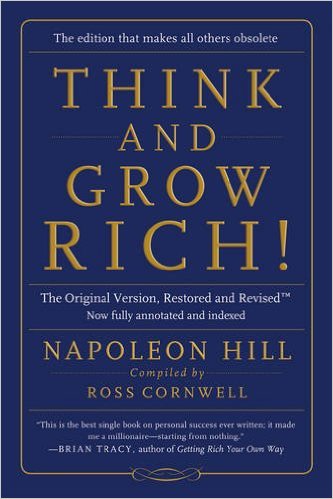 The edition that makes all others obsolete
THINK
AND
GROW
RICH!
The Original Version, Restored and Revised™
Now fully annotated and indexed
NAPOLEON HILL
Compiled by
ROSS CORNWELL
"This is the best single book on personal success ever written; it made
me a millionaire—starting from nothing."
—BRIAN TRACY, author of Getting Rich Your Own Way